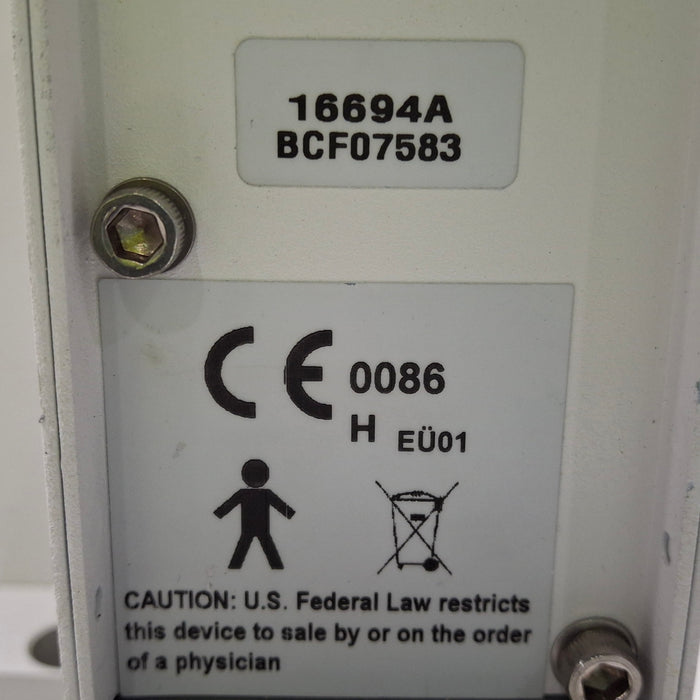 16694A
BCF07583
CE 0086
H EÜ01
CAUTION: U.S. Federal Law restricts
this device to sale by or on the order
of a physician